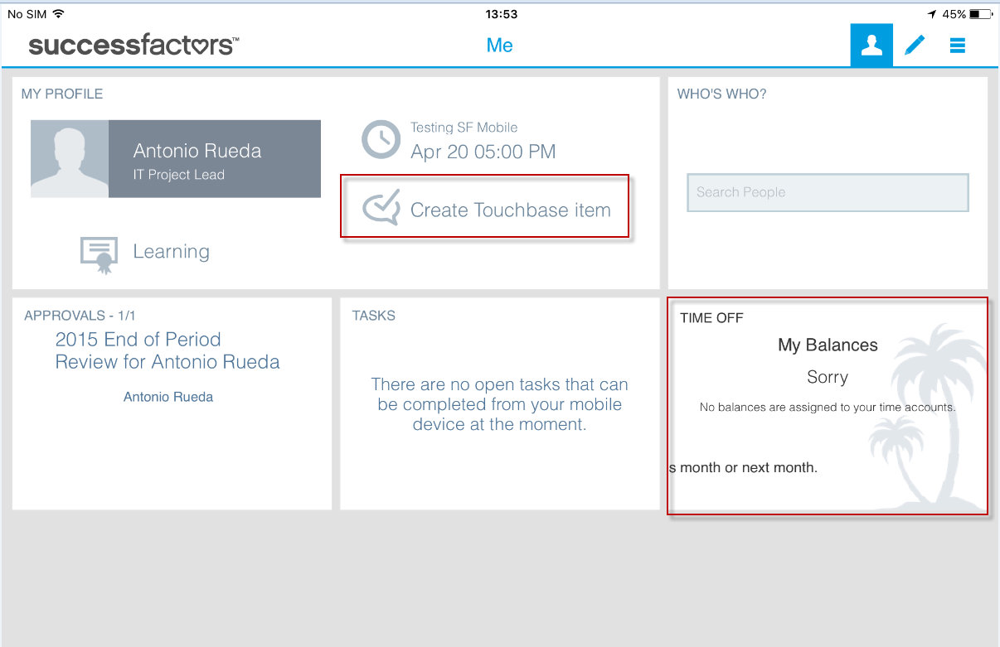 No SIM 13:53 45%
successfactors™ Me
MY PROFILE
Antonio Rueda
IT Project Lead
Learning
Testing SF Mobile
Apr 20 05:00 PM
Create Touchbase item
WHO'S WHO?
Search People
APPROVALS - 1/1
2015 End of Period
Review for Antonio Rueda
Antonio Rueda
TASKS
There are no open tasks that can
be completed from your mobile
device at the moment.
TIME OFF
My Balances
Sorry
No balances are assigned to your time accounts.
s month or next month.